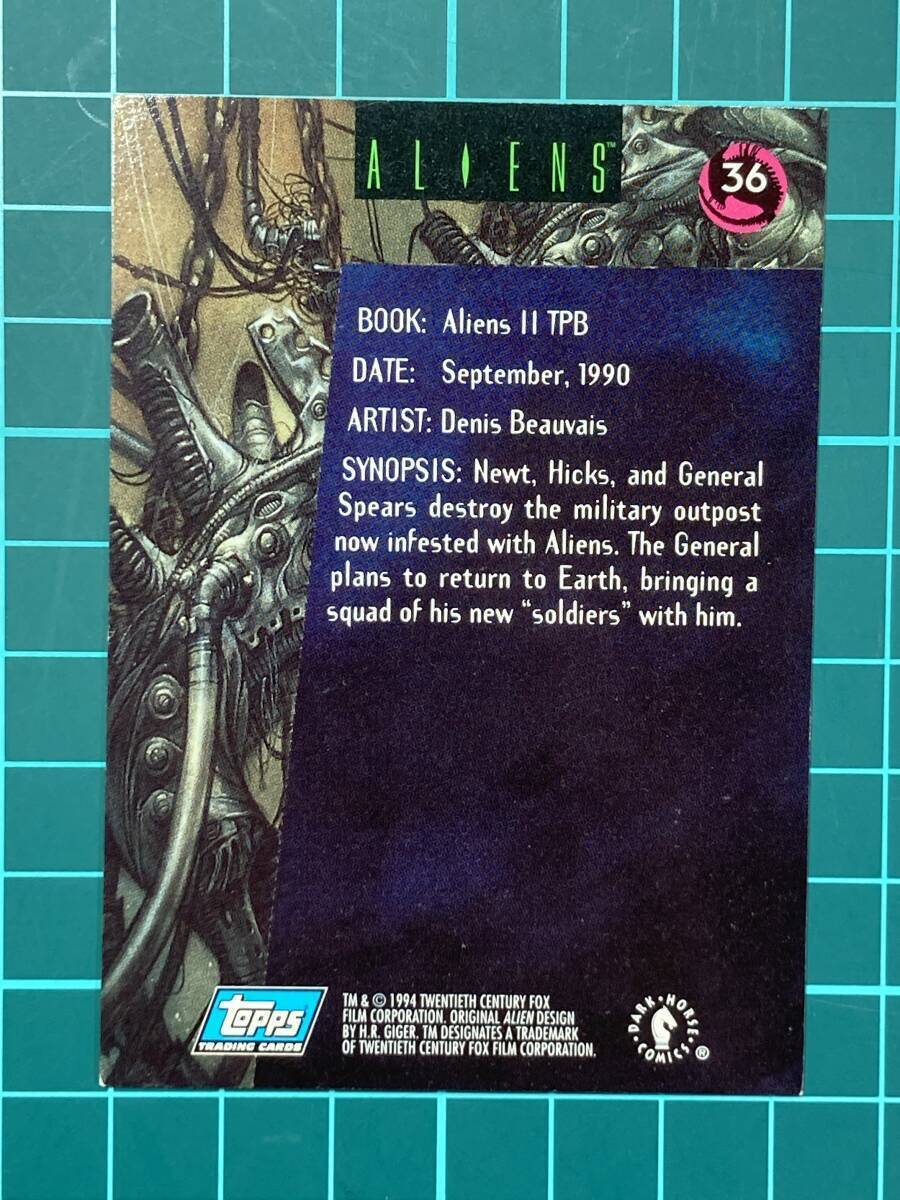 ALIENS™
36
BOOK: Aliens II TPB
DATE: September, 1990
ARTIST: Denis Beauvais
SYNOPSIS: Newt, Hicks, and General
Spears destroy the military outpost
now infested with Aliens. The General
plans to return to Earth, bringing a
squad of his new “soldiers” with him.
Topps®
TRADING CARDS
TM & © 1994 TWENTIETH CENTURY FOX
FILM CORPORATION. ORIGINAL ALIEN DESIGN
BY H.R. GIGER. TM DESIGNATES A TRADEMARK
OF TWENTIETH CENTURY FOX FILM CORPORATION.
DARK•HORSE•COMICS•®